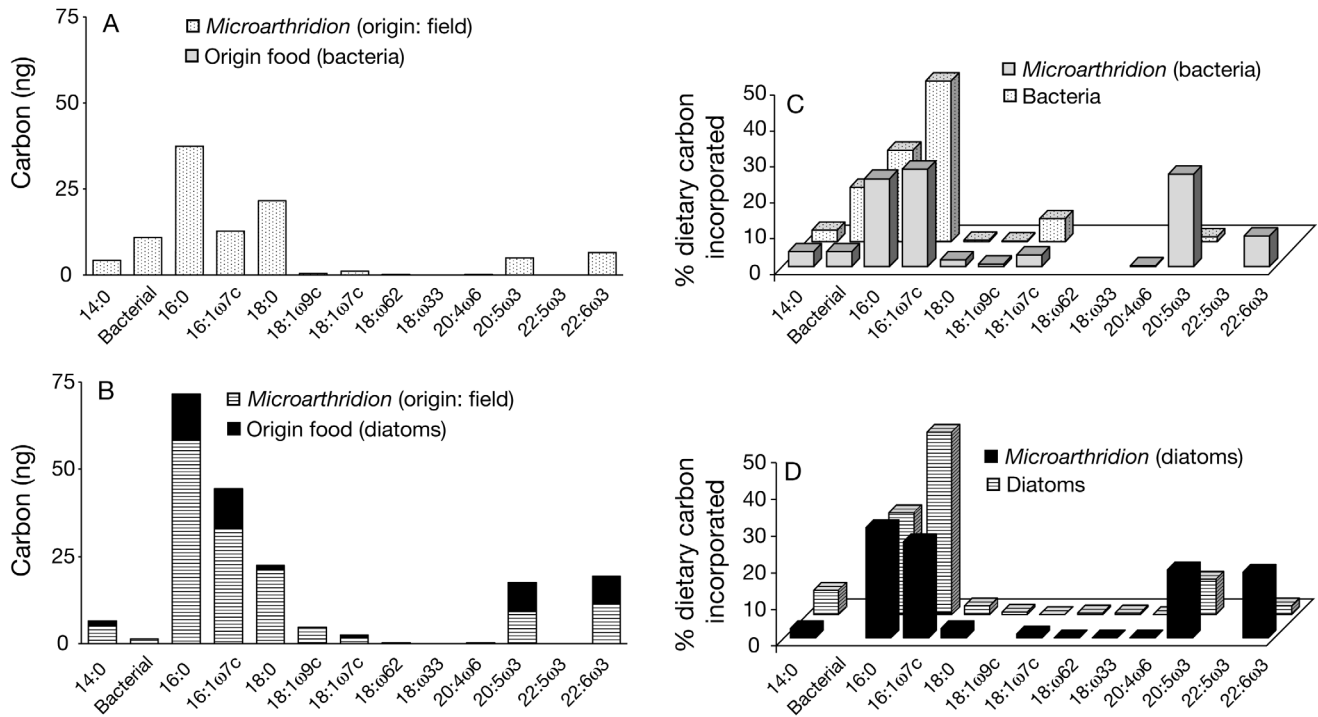 A
Microarthridion (origin: field)
Origin food (bacteria)
Carbon (ng)
75
50
25
0
14:0
Bacterial
16:0
16:1ω7c
18:0
18:1ω9c
18:1ω7c
18:ω62
18:ω33
20:4ω6
20:5ω3
22:5ω3
22:6ω3
B
Microarthridion (origin: field)
Origin food (diatoms)
Carbon (ng)
75
50
25
0
14:0
Bacterial
16:0
16:1ω7c
18:0
18:1ω9c
18:1ω7c
18:ω62
18:ω33
20:4ω6
20:5ω3
22:5ω3
22:6ω3
C
Microarthridion (bacteria)
Bacteria
% dietary carbon
incorporated
50
40
30
20
10
0
14:0
Bacterial
16:0
16:1ω7c
18:0
18:1ω9c
18:1ω7c
18:ω62
18:ω33
20:4ω6
20:5ω3
22:5ω3
22:6ω3
D
Microarthridion (diatoms)
Diatoms
% dietary carbon
incorporated
50
40
30
20
10
0
14:0
Bacterial
16:0
16:1ω7c
18:0
18:1ω9c
18:1ω7c
18:ω62
18:ω33
20:4ω6
20:5ω3
22:5ω3
22:6ω3